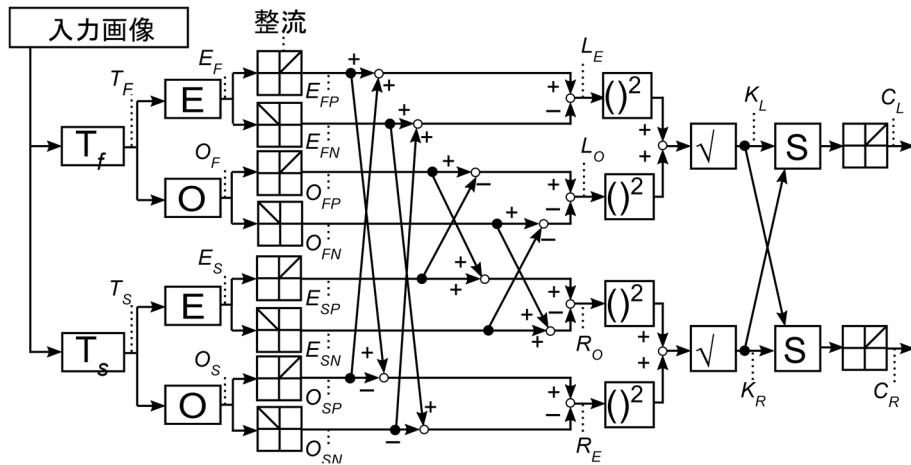 入力画像
整流
T_F
E_F
E
E_FP
E_FN
T_f
O_F
O
O_FP
O_FN
L_E
L_O
()²
()²
√
K_L
S
C_L
T_S
E_S
E
E_SP
E_SN
T_s
O_S
O
O_SP
O_SN
R_O
R_E
()²
()²
√
K_R
S
C_R
+ + + + + − + − + + + + + − + − + + + + + − + + + − + − + +